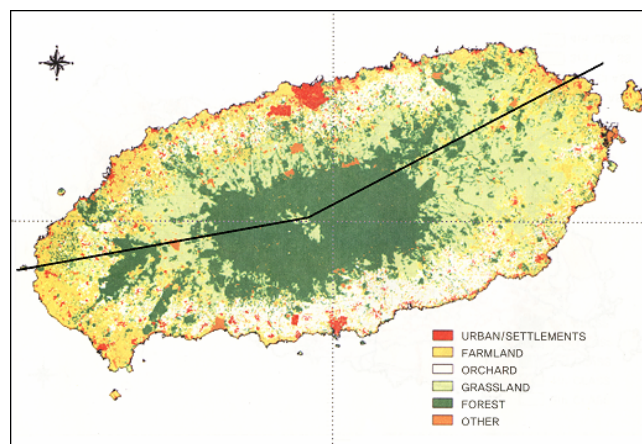 URBAN/SETTLEMENTS
FARMLAND
ORCHARD
GRASSLAND
FOREST
OTHER